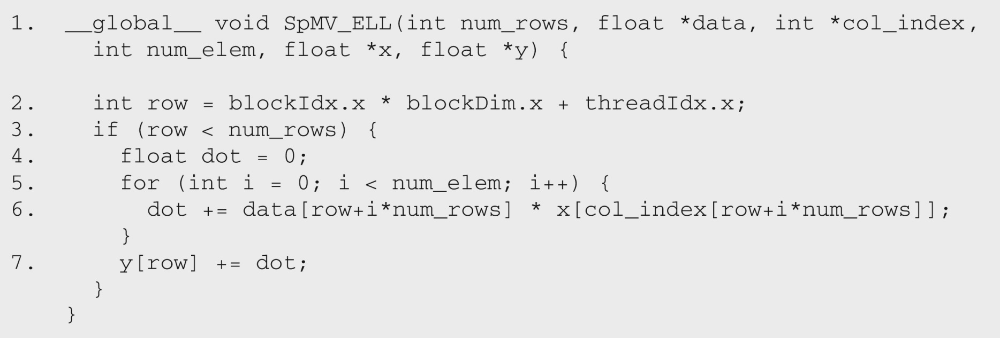 1. __global__ void SpMV_ELL(int num_rows, float *data, int *col_index,
int num_elem, float *x, float *y) {
2. int row = blockIdx.x * blockDim.x + threadIdx.x;
3. if (row < num_rows) {
4. float dot = 0;
5. for (int i = 0; i < num_elem; i++) {
6. dot += data[row+i*num_rows] * x[col_index[row+i*num_rows]];
}
7. y[row] += dot;
}
}